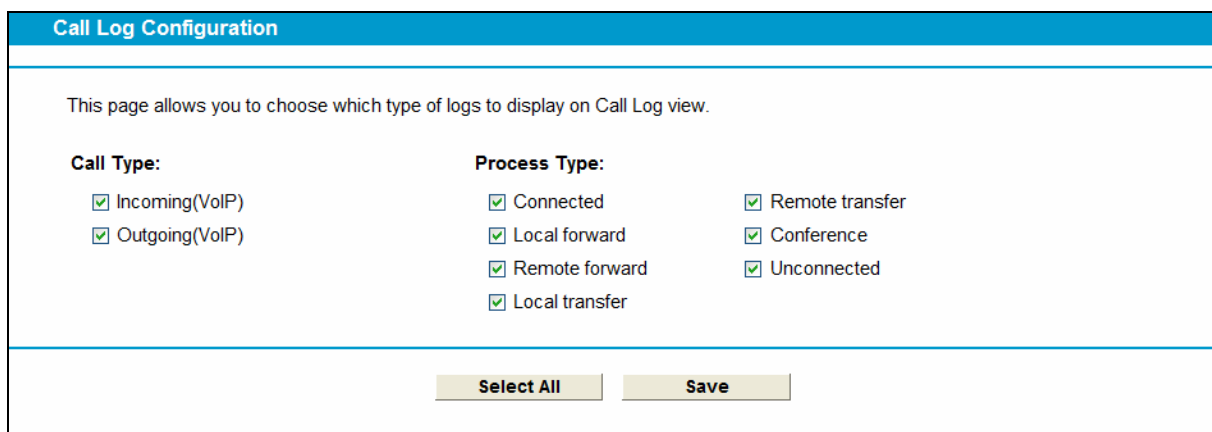 Call Log Configuration
This page allows you to choose which type of logs to display on Call Log view.
Call Type:
Incoming(VoIP)
Outgoing(VoIP)
Process Type:
Connected
Local forward
Remote forward
Local transfer
Remote transfer
Conference
Unconnected
Select All
Save